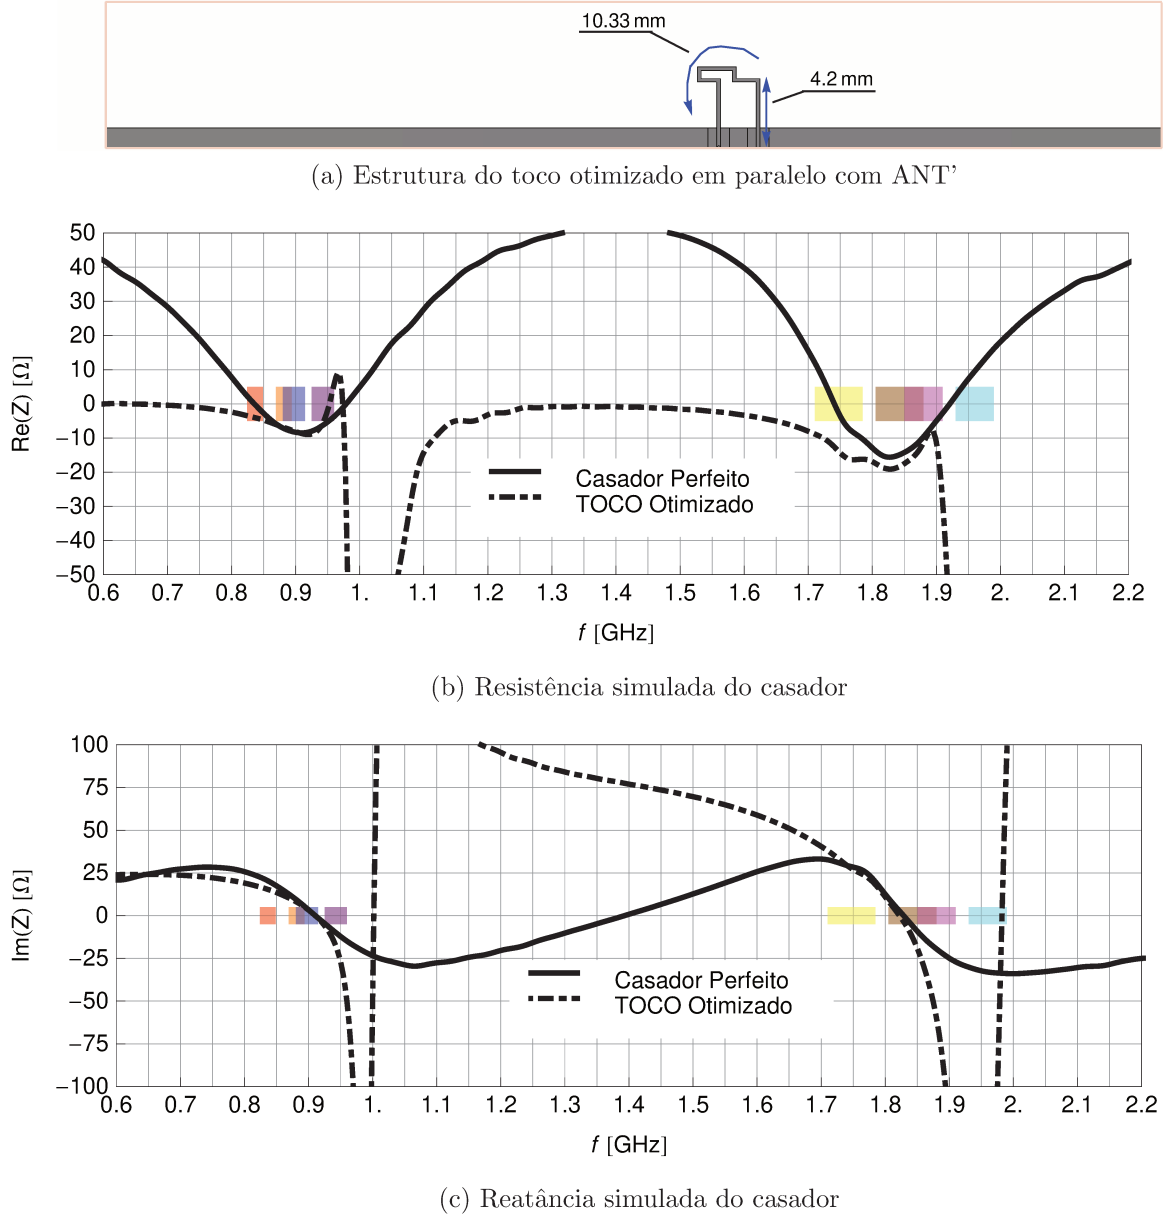 10.33 mm
4.2 mm
(a) Estrutura do toco otimizado em paralelo com ANT’
50
40
30
20
10
0
−10
−20
−30
−40
−50
Re(Z) [Ω]
Casador Perfeito
TOCO Otimizado
0.6 0.7 0.8 0.9 1. 1.1 1.2 1.3 1.4 1.5 1.6 1.7 1.8 1.9 2. 2.1 2.2
f [GHz]
(b) Resistência simulada do casador
100
75
50
25
0
−25
−50
−75
−100
Im(Z) [Ω]
Casador Perfeito
TOCO Otimizado
0.6 0.7 0.8 0.9 1. 1.1 1.2 1.3 1.4 1.5 1.6 1.7 1.8 1.9 2. 2.1 2.2
f [GHz]
(c) Reatância simulada do casador